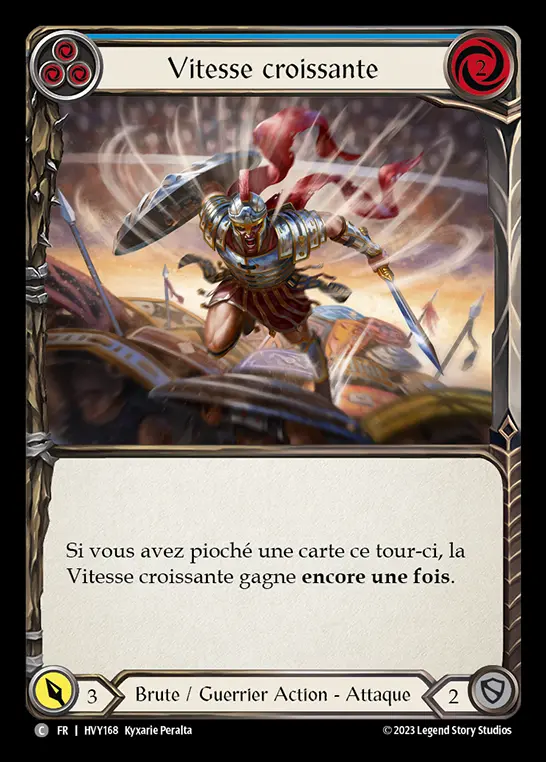 Vitesse croissante
2
Si vous avez pioché une carte ce tour-ci, la
Vitesse croissante gagne encore une fois.
3
Brute / Guerrier Action - Attaque
2
C FR | HVY168 Kyxarie Peralta
©2023 Legend Story Studios